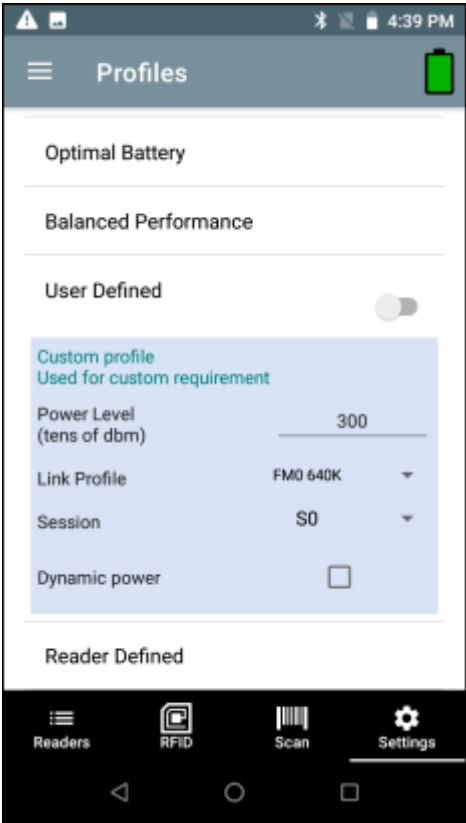 4:39 PM
Profiles
Optimal Battery
Balanced Performance
User Defined
Custom profile
Used for custom requirement
Power Level
(tens of dbm)
300
Link Profile
FM0 640K
Session
S0
Dynamic power
Reader Defined
Readers
RFID
Scan
Settings